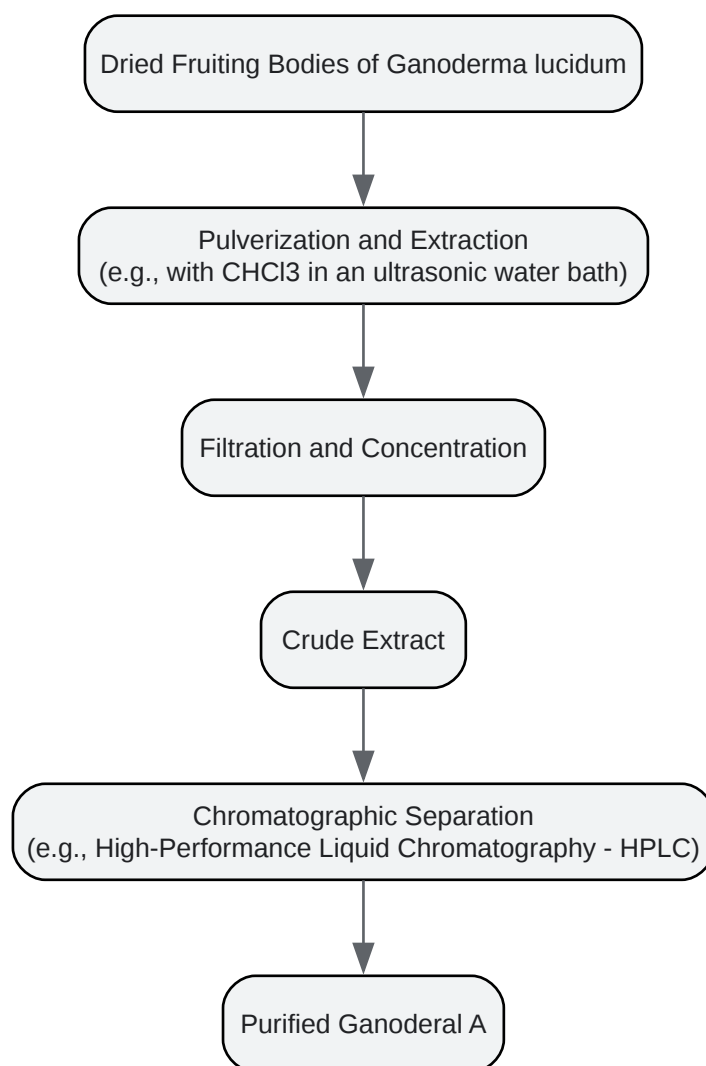 Dried Fruiting Bodies of Ganoderma lucidum
Pulverization and Extraction
(e.g., with CHCl3 in an ultrasonic water bath)
Filtration and Concentration
Crude Extract
Chromatographic Separation
(e.g., High-Performance Liquid Chromatography - HPLC)
Purified Ganoderal A